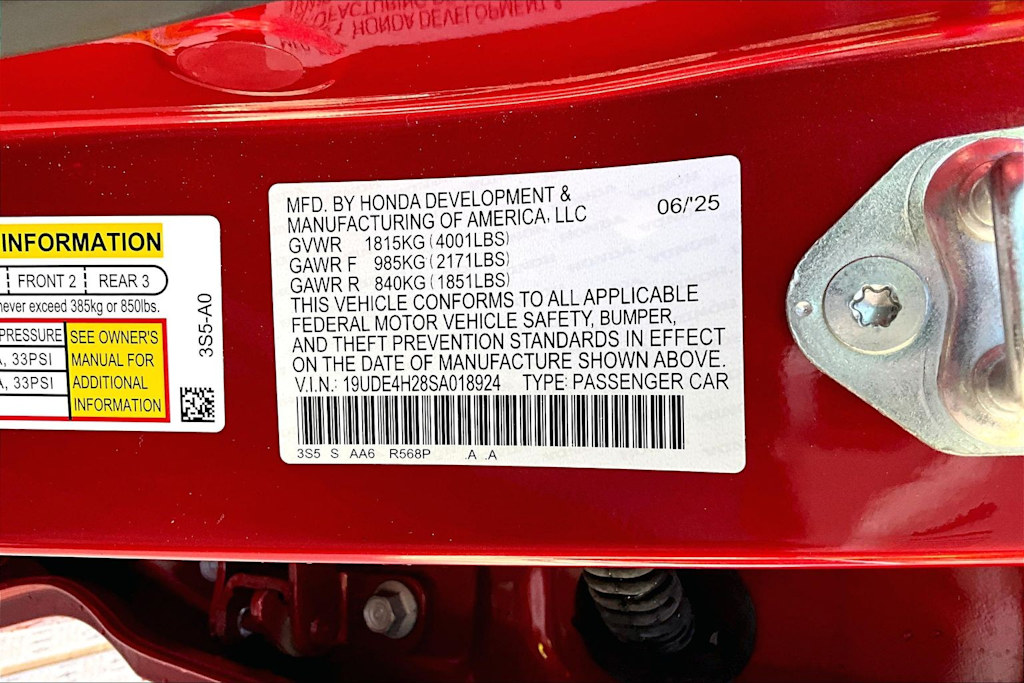 INFORMATION
FRONT 2 REAR 3
never exceed 385kg or 850lbs.
PRESSURE
, 33PSI
, 33PSI
SEE OWNER'S
MANUAL FOR
ADDITIONAL
INFORMATION
3S5-A0
MFD. BY HONDA DEVELOPMENT &
MANUFACTURING OF AMERICA, LLC 06/'25
GVWR 1815KG (4001LBS)
GAWR F 985KG (2171LBS)
GAWR R 840KG (1851LBS)
THIS VEHICLE CONFORMS TO ALL APPLICABLE
FEDERAL MOTOR VEHICLE SAFETY, BUMPER,
AND THEFT PREVENTION STANDARDS IN EFFECT
ON THE DATE OF MANUFACTURE SHOWN ABOVE.
V.I.N.: 19UDE4H28SA018924 TYPE: PASSENGER CAR
3S5 S AA6 R568P .A .A